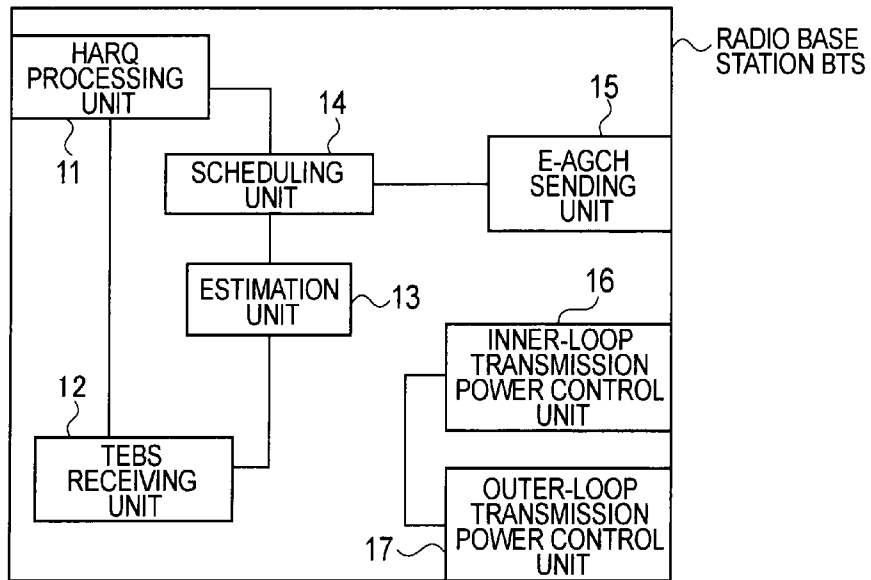 RADIO BASE
STATION BTS
HARQ
PROCESSING
UNIT
11
14
SCHEDULING
UNIT
15
E-AGCH
SENDING
UNIT
ESTIMATION
UNIT
13
16
INNER-LOOP
TRANSMISSION
POWER CONTROL
UNIT
12
TEBS
RECEIVING
UNIT
OUTER-LOOP
TRANSMISSION
POWER CONTROL
UNIT
17